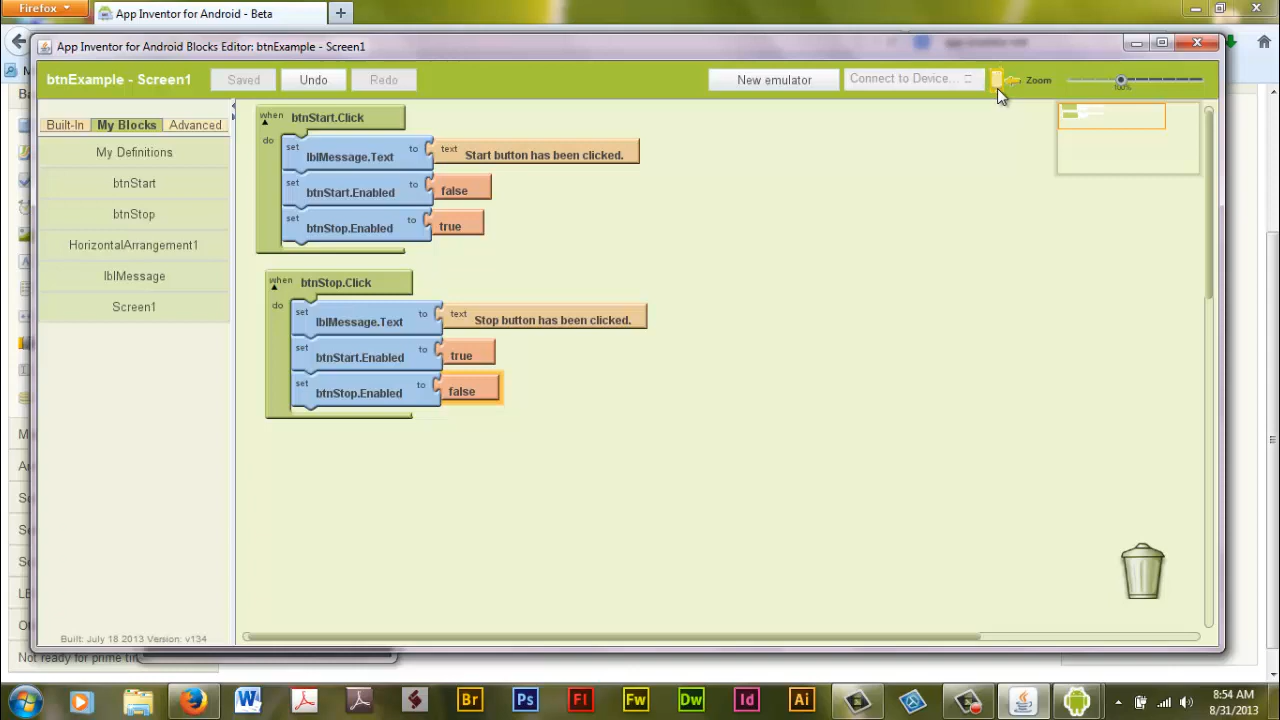 Firefox
App Inventor for Android - Beta
App Inventor for Android Blocks Editor: btnExample - Screen1
btnExample - Screen1
Saved
Undo
Redo
New emulator
Connect to Device...
Zoom
100%
Built-In
My Blocks
Advanced
My Definitions
btnStart
btnStop
HorizontalArrangement1
lblMessage
Screen1
when btnStart.Click
do
set lblMessage.Text to text Start button has been clicked.
set btnStart.Enabled to false
set btnStop.Enabled to true
when btnStop.Click
do
set lblMessage.Text to text Stop button has been clicked.
set btnStart.Enabled to true
set btnStop.Enabled to false
Built: July 18 2013 Version: v134
Not ready for prime tin
Br
Ps
Fl
Fw
Dw
Id
Ai
8:54 AM
8/31/2013